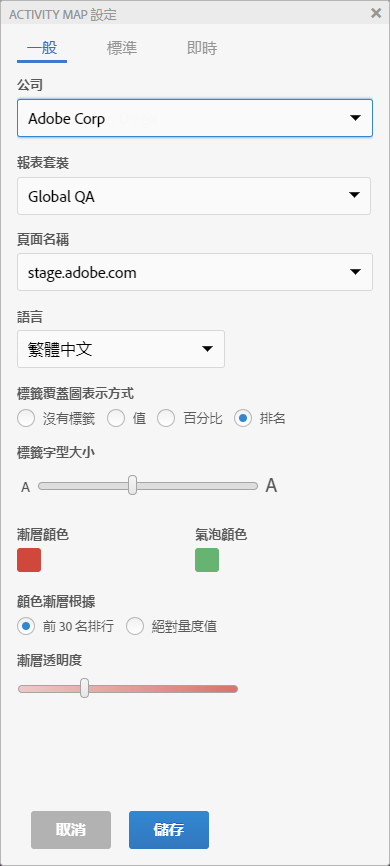 ACTIVITY MAP 設定
一般 標準 即時
公司
Adobe Corp
報表套裝
Global QA
頁面名稱
stage.adobe.com
語言
繁體中文
標籤覆蓋圖表示方式
沒有標籤 值 百分比 排名
標籤字型大小
A A
漸層顏色 氣泡顏色
顏色漸層根據
前 30 名排行 絕對量度值
漸層透明度
取消 儲存